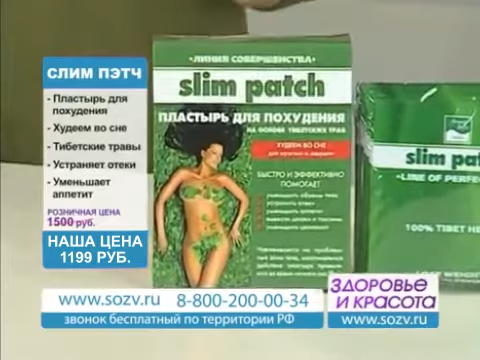 СЛИМ ПЭТЧ
- Пластырь для
похудения
- Худеем во сне
- Тибетские травы
- Устраняет отеки
- Уменьшает
аппетит
РОЗНИЧНАЯ ЦЕНА
1500 руб.
НАША ЦЕНА
1199 РУБ.
«ЛИНИЯ СОВЕРШЕНСТВА»
slim patch
ПЛАСТЫРЬ ДЛЯ ПОХУДЕНИЯ
НА ОСНОВЕ ТИБЕТСКИХ ТРАВ
ХУДЕЕМ ВО СНЕ
БЫСТРО И ЭФФЕКТИВНО
ПОМОГАЕТ
slim pat
«LINE OF PERFE
100% TIBET HE
www.sozv.ru 8-800-200-00-34
звонок бесплатный по территории РФ
ЗДОРОВЬЕ
И КРАСОТА
www.sozv.ru